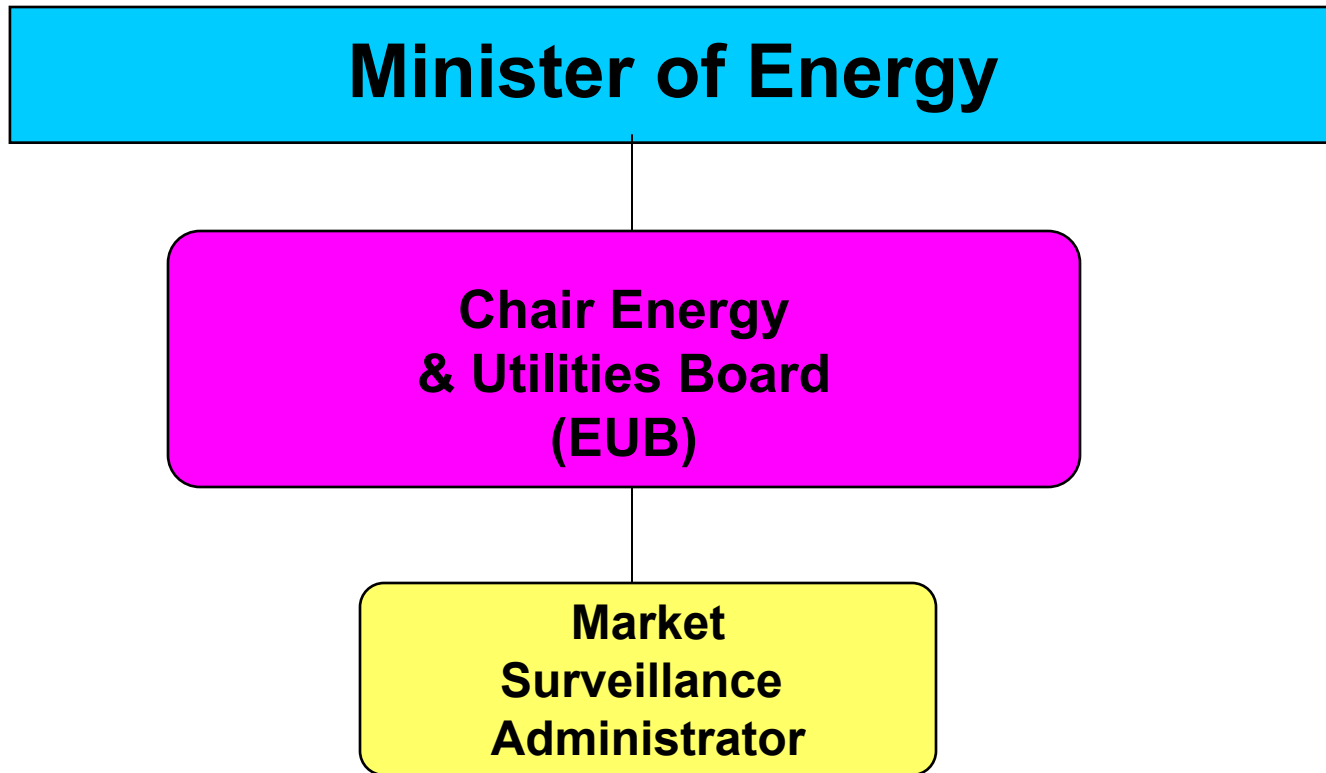 Minister of Energy
Chair Energy
& Utilities Board
(EUB)
Market
Surveillance
Administrator